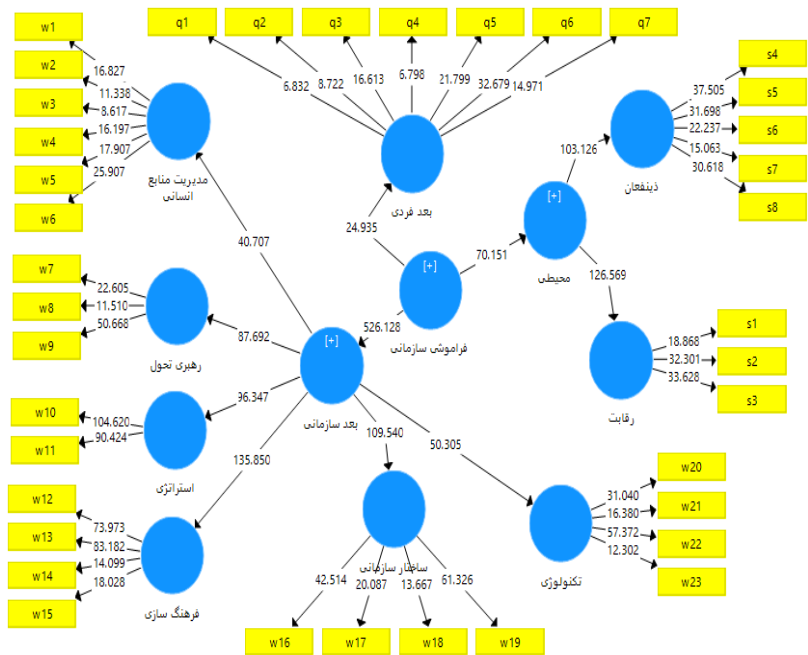 w1
q1
q2
q3
q4
q5
q6
q7
s4
w2
16.827
6.832
8.722
16.613
6.798
21.799
32.679
14.971
37.505
s5
w3
11.338
31.698
s6
8.617
22.237
w4
16.197
15.063
s7
w5
17.907
30.618
s8
w6
25.907
مدیریت منابع
انسانی
بعد فردی
103.126
ذینفعان
[+]
24.935
40.707
70.151
محیطی
w7
22.605
[+]
126.569
w8
11.510
526.128
s1
w9
50.668
87.692
[+]
فراموشی سازمانی
18.868
32.301
s2
33.628
s3
رهبری تحول
رقابت
w10
104.620
96.347
w11
90.424
بعد سازمانی
109.540
50.305
استراتژی
135.850
w12
w20
w13
73.973
31.040
w21
83.182
16.380
w14
14.099
57.372
w22
w15
18.028
12.302
w23
فرهنگ سازی
ساختار سازمانی
تکنولوژی
42.514
20.087
13.667
61.326
w16
w17
w18
w19